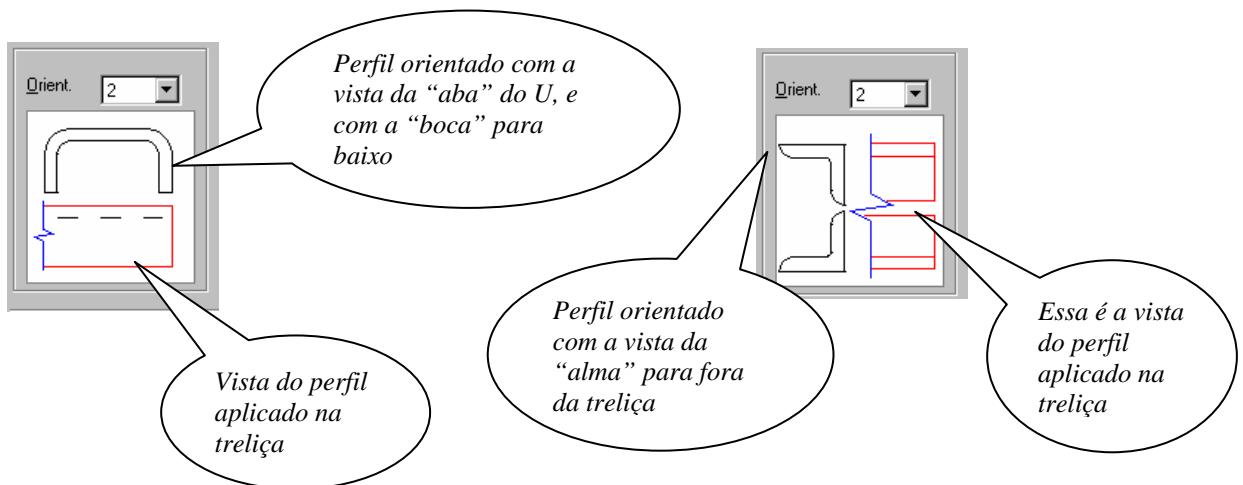 Orient.
2
Perfil orientado com a
vista da “aba” do U, e
com a “boca” para
baixo
Vista do perfil
aplicado na
treliça
Orient.
2
Perfil orientado
com a vista da
“alma” para fora
da treliça
Essa é a vista
do perfil
aplicado na
treliça